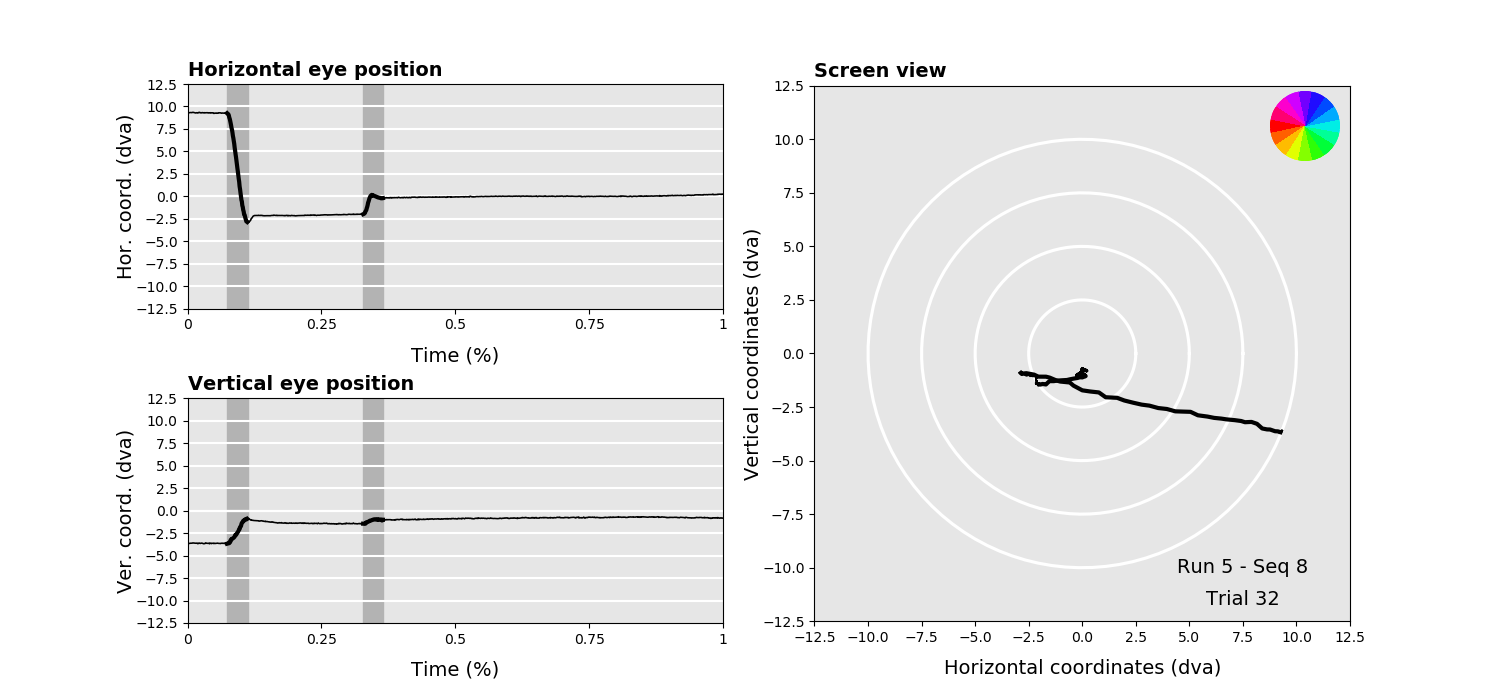 Horizontal eye position
12.5
10.0
7.5
5.0
2.5
0.0
−2.5
−5.0
−7.5
−10.0
−12.5
Hor. coord. (dva)
0 0.25 0.5 0.75 1
Time (%)
Vertical eye position
12.5
10.0
7.5
5.0
2.5
0.0
−2.5
−5.0
−7.5
−10.0
−12.5
Ver. coord. (dva)
0 0.25 0.5 0.75 1
Time (%)
Screen view
12.5
10.0
7.5
5.0
2.5
0.0
−2.5
−5.0
−7.5
−10.0
−12.5
Vertical coordinates (dva)
Run 5 - Seq 8
Trial 32
−12.5 −10.0 −7.5 −5.0 −2.5 0.0 2.5 5.0 7.5 10.0 12.5
Horizontal coordinates (dva)